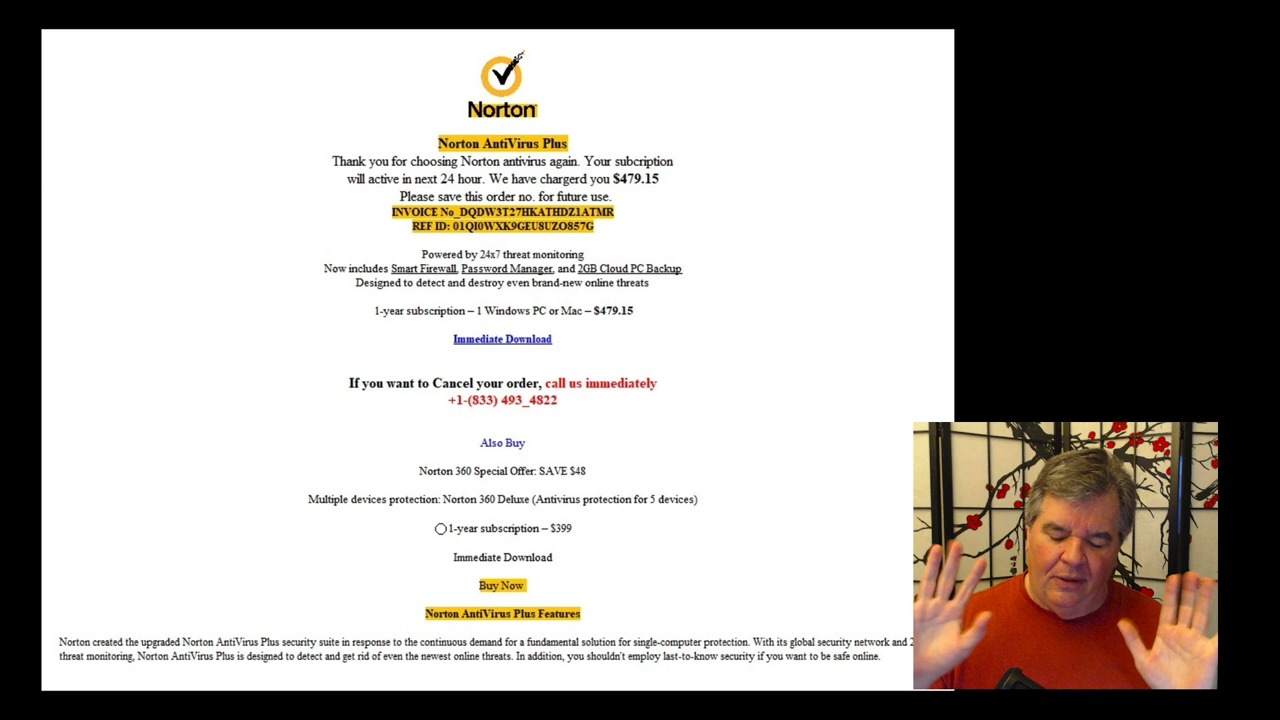 Norton
Norton AntiVirus Plus
Thank you for choosing Norton antivirus again. Your subcription
will active in next 24 hour. We have chargerd you $479.15
Please save this order no. for future use.
INVOICE No_DQDW3T27HKATHDZ1ATMR
REF ID: 01QI0WXK9GEU8UZO857G
Powered by 24x7 threat monitoring
Now includes Smart Firewall, Password Manager, and 2GB Cloud PC Backup
Designed to detect and destroy even brand-new online threats
1-year subscription – 1 Windows PC or Mac – $479.15
Immediate Download
If you want to Cancel your order, call us immediately
+1-(833) 493_4822
Also Buy
Norton 360 Special Offer: SAVE $48
Multiple devices protection: Norton 360 Deluxe (Antivirus protection for 5 devices)
1-year subscription – $399
Immediate Download
Buy Now
Norton AntiVirus Plus Features
Norton created the upgraded Norton AntiVirus Plus security suite in response to the continuous demand for a fundamental solution for single-computer protection. With its global security network and
threat monitoring, Norton AntiVirus Plus is designed to detect and get rid of even the newest online threats. In addition, you shouldn't employ last-to-know security if you want to be safe online.